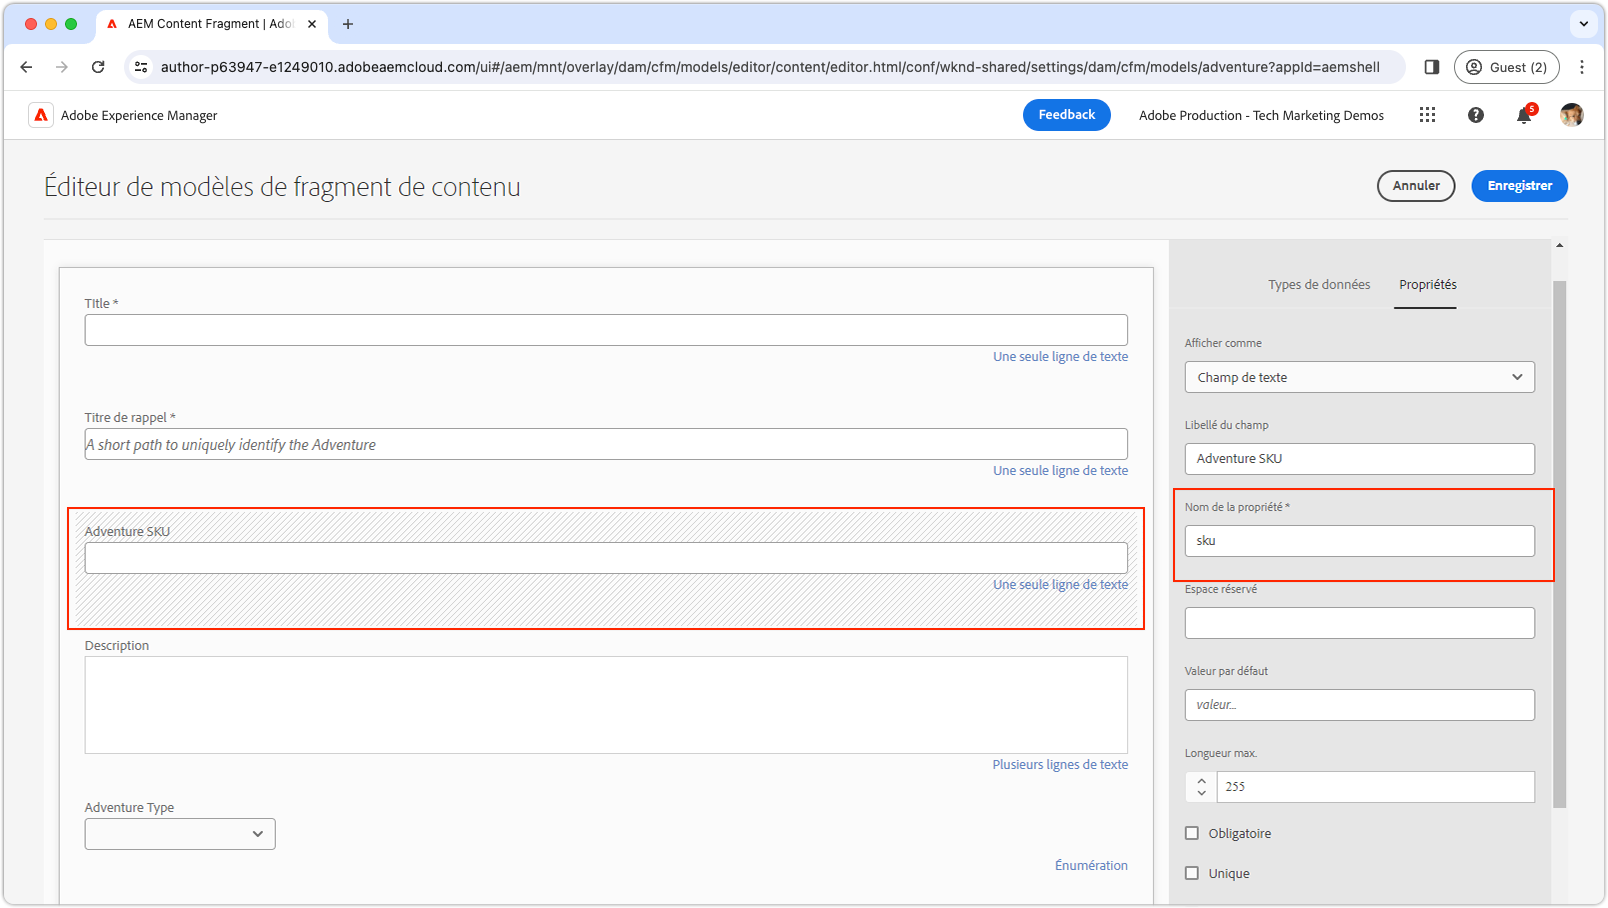 AEM Content Fragment | Ado
author-p63947-e1249010.adobeaemcloud.com/ui#/aem/mnt/overlay/dam/cfm/models/editor/content/editor.html/conf/wknd-shared/settings/dam/cfm/models/adventure?appId=aemshell
Guest (2)
Adobe Experience Manager
Feedback
Adobe Production - Tech Marketing Demos
5
Éditeur de modèles de fragment de contenu
Annuler
Enregistrer
TItle *
Une seule ligne de texte
Titre de rappel *
A short path to uniquely identify the Adventure
Une seule ligne de texte
Adventure SKU
Une seule ligne de texte
Description
Plusieurs lignes de texte
Adventure Type
Énumération
Types de données
Propriétés
Afficher comme
Champ de texte
Libellé du champ
Adventure SKU
Nom de la propriété *
sku
Espace réservé
Valeur par défaut
valeur...
Longueur max.
255
Obligatoire
Unique